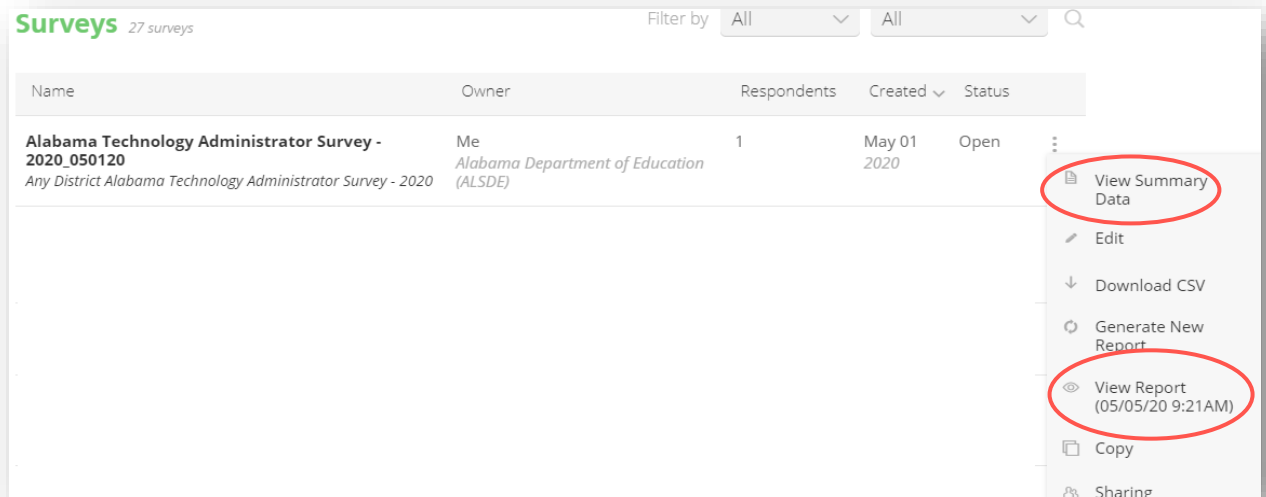 Surveys 27 surveys Filter by All All
Name Owner Respondents Created Status
Alabama Technology Administrator Survey -
2020_050120
Any District Alabama Technology Administrator Survey - 2020
Me
Alabama Department of Education
(ALSDE)
1
May 01
2020
Open
View Summary
Data
Edit
Download CSV
Generate New
Report
View Report
(05/05/20 9:21AM)
Copy
Sharing